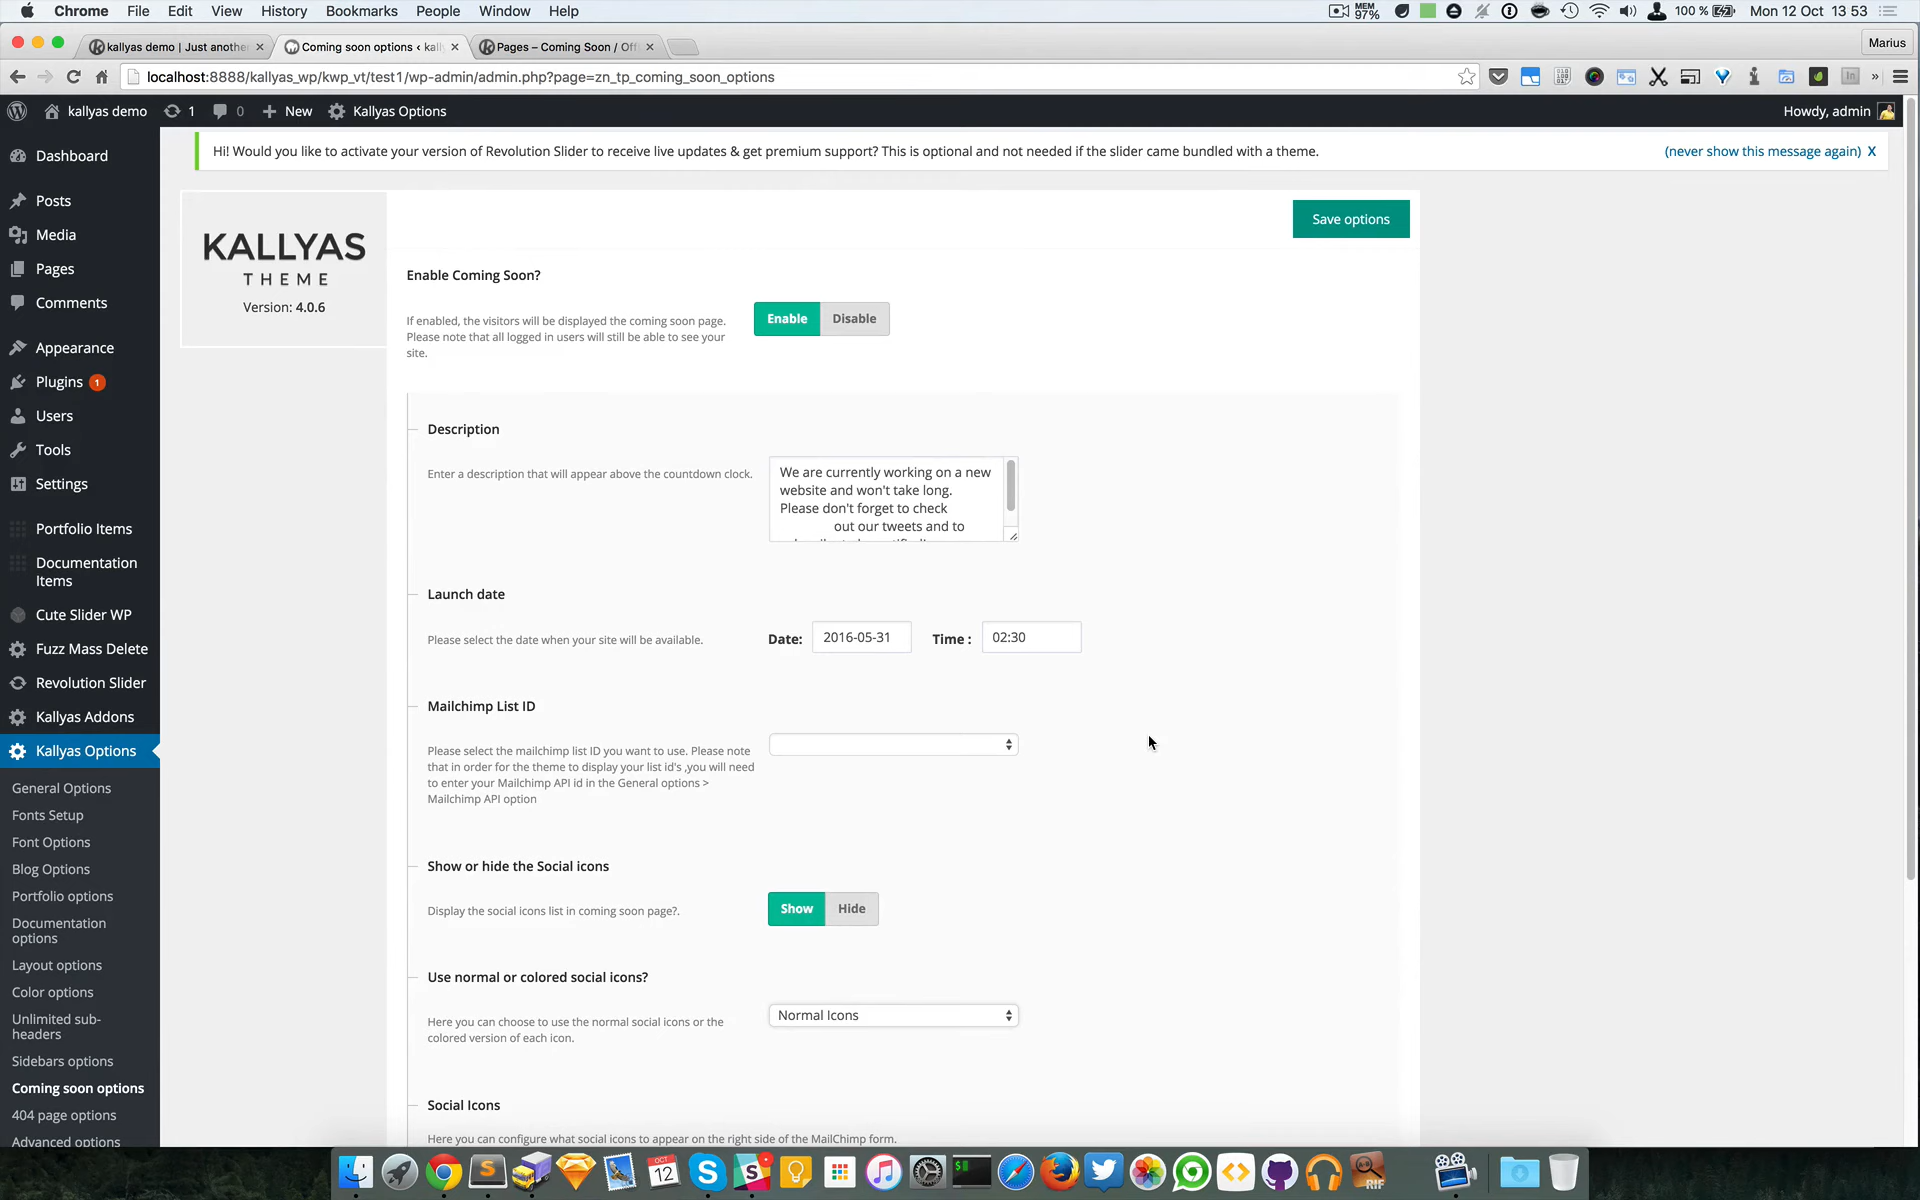 Chrome File Edit View History Bookmarks People Window Help MEM 97% 100 % Mon 12 Oct 13 53
kallyas demo | Just anothe Coming soon options ‹ kall Pages – Coming Soon / Off Marius
localhost:8888/kallyas_wp/kwp_vt/test1/wp-admin/admin.php?page=zn_tp_coming_soon_options
kallyas demo 1 0 New Kallyas Options Howdy, admin
Hi! Would you like to activate your version of Revolution Slider to receive live updates & get premium support? This is optional and not needed if the slider came bundled with a theme. (never show this message again) X
Dashboard
Posts
Media
Pages
Comments
Appearance
Plugins 1
Users
Tools
Settings
Portfolio Items
Documentation
Items
Cute Slider WP
Fuzz Mass Delete
Revolution Slider
Kallyas Addons
Kallyas Options
General Options
Fonts Setup
Font Options
Blog Options
Portfolio options
Documentation
options
Layout options
Color options
Unlimited sub-
headers
Sidebars options
Coming soon options
404 page options
Advanced options
KALLYAS
THEME
Version: 4.0.6
Save options
Enable Coming Soon?
If enabled, the visitors will be displayed the coming soon page.
Please note that all logged in users will still be able to see your
site.
Enable Disable
Description
Enter a description that will appear above the countdown clock.
We are currently working on a new
website and won't take long.
Please don't forget to check
out our tweets and to
Launch date
Please select the date when your site will be available.
Date: 2016-05-31 Time : 02:30
Mailchimp List ID
Please select the mailchimp list ID you want to use. Please note
that in order for the theme to display your list id's ,you will need
to enter your Mailchimp API id in the General options >
Mailchimp API option
Show or hide the Social icons
Display the social icons list in coming soon page?.
Show Hide
Use normal or colored social icons?
Here you can choose to use the normal social icons or the
colored version of each icon.
Normal Icons
Social Icons
Here you can configure what social icons to appear on the right side of the MailChimp form.
OCT
12
RIF